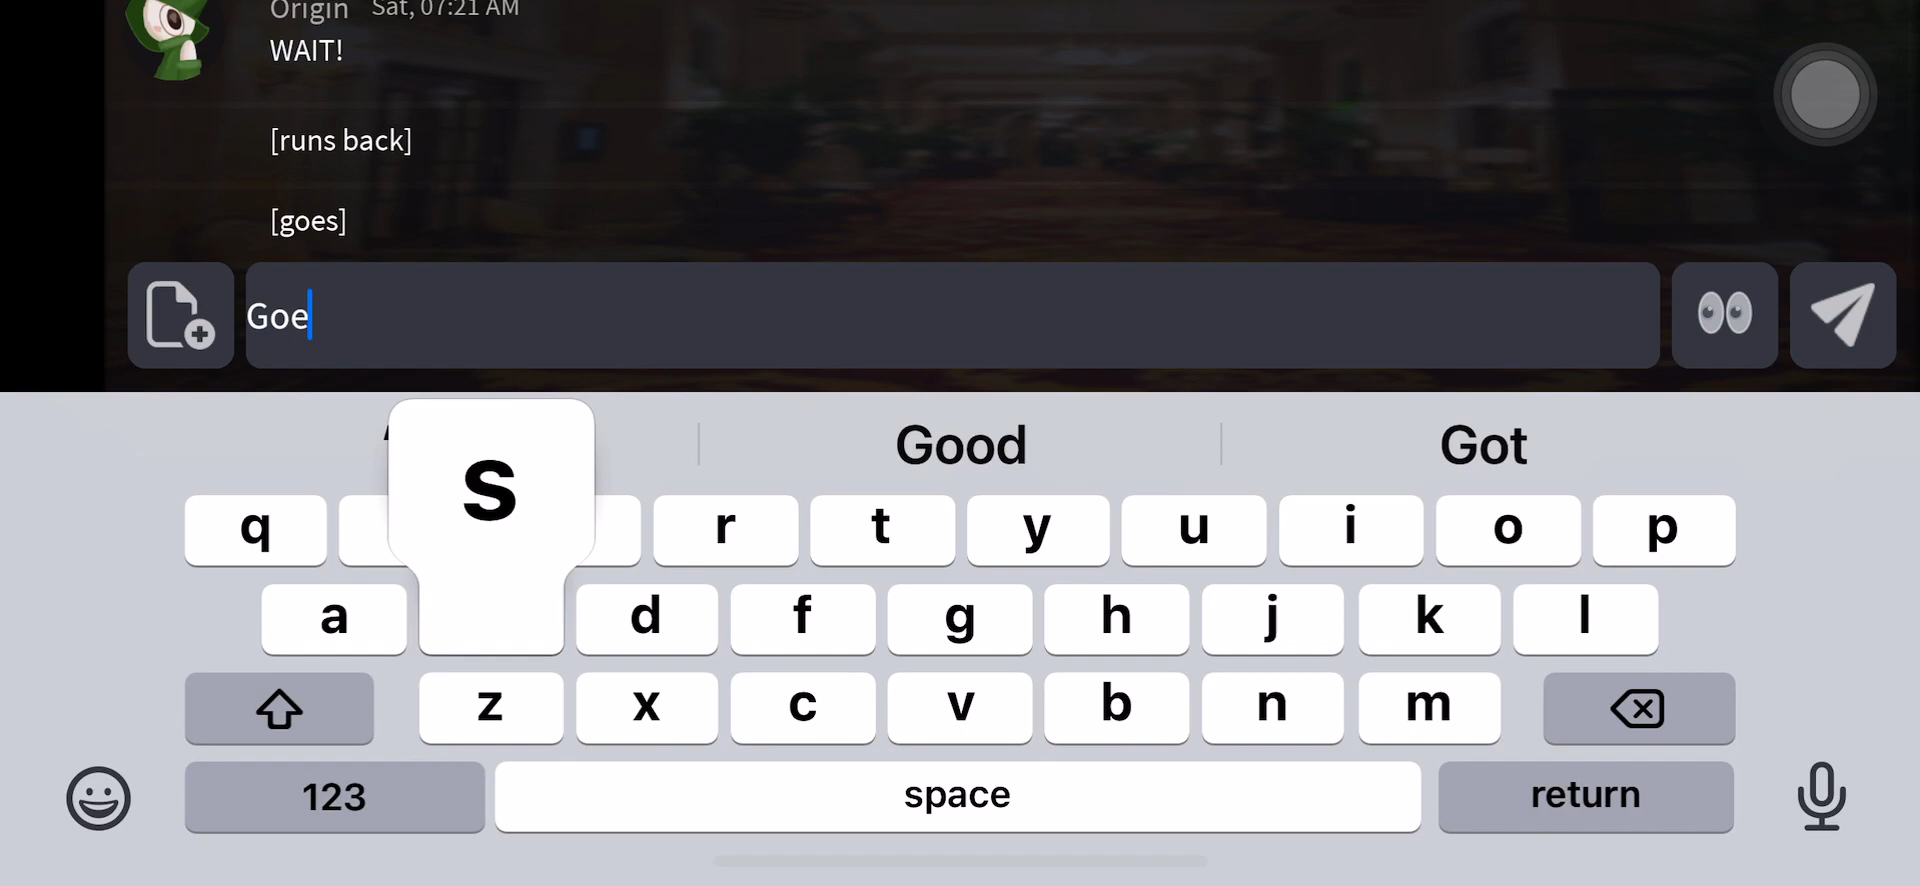 Origin Sat, 07:21 AM
WAIT!
[runs back]
[goes]
Goe
Good Got
s
q r t y u i o p
a d f g h j k l
z x c v b n m
123 space return